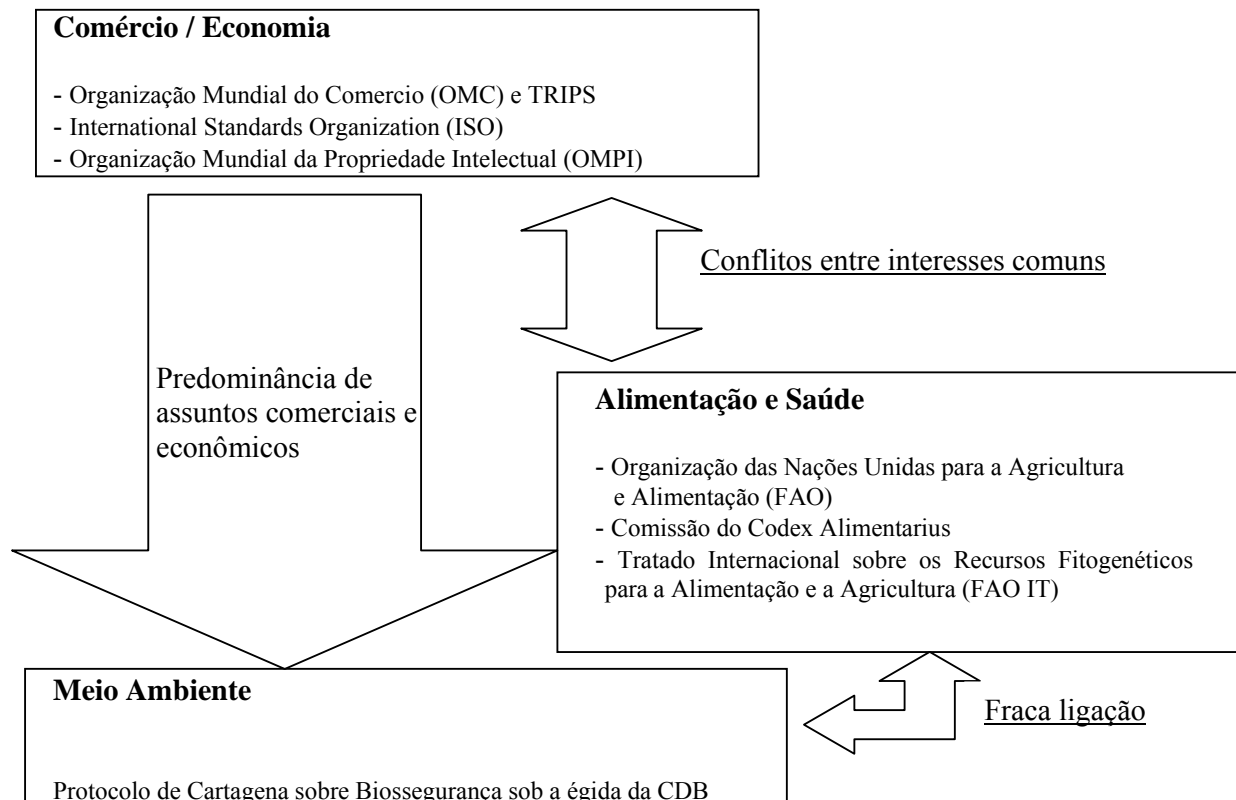 Comércio / Economia
- Organização Mundial do Comercio (OMC) e TRIPS
- International Standards Organization (ISO)
- Organização Mundial da Propriedade Intelectual (OMPI)
Conflitos entre interesses comuns
Predominância de
assuntos comerciais e
econômicos
Alimentação e Saúde
- Organização das Nações Unidas para a Agricultura
e Alimentação (FAO)
- Comissão do Codex Alimentarius
- Tratado Internacional sobre os Recursos Fitogenéticos
para a Alimentação e a Agricultura (FAO IT)
Meio Ambiente
Fraca ligação
Protocolo de Cartagena sobre Biossegurança sob a égida da CDB